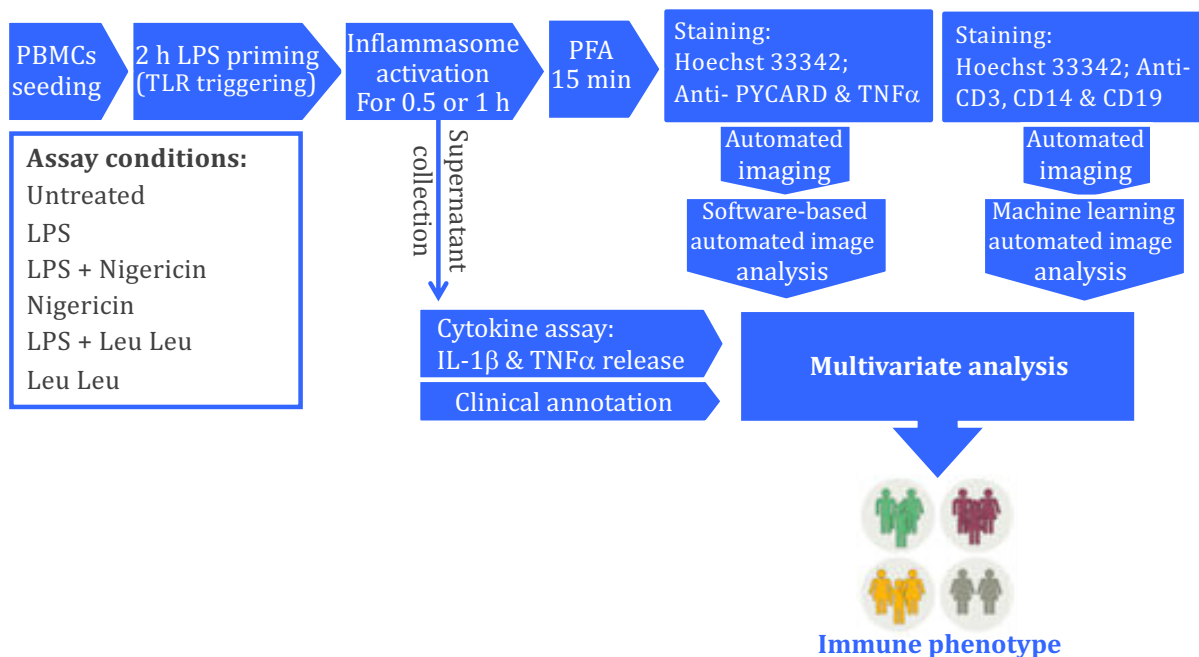 PBMCs
seeding
2 h LPS priming
(TLR triggering)
Inflammasome
activation
For 0.5 or 1 h
PFA
15 min
Staining:
Hoechst 33342;
Anti- PYCARD & TNFα
Staining:
Hoechst 33342; Anti-
CD3, CD14 & CD19
Assay conditions:
Untreated
LPS
LPS + Nigericin
Nigericin
LPS + Leu Leu
Leu Leu
Supernatant
collection
Automated
imaging
Automated
imaging
Software-based
automated image
analysis
Machine learning
automated image
analysis
Cytokine assay:
IL-1β & TNFα release
Clinical annotation
Multivariate analysis
Immune phenotype